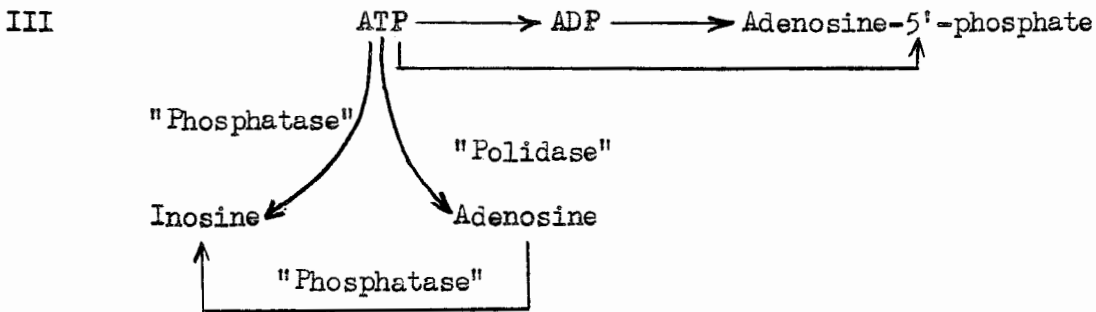 III ATP ADP Adenosine-5'-phosphate
"Phosphatase"
"Polidase"
Inosine Adenosine
"Phosphatase"